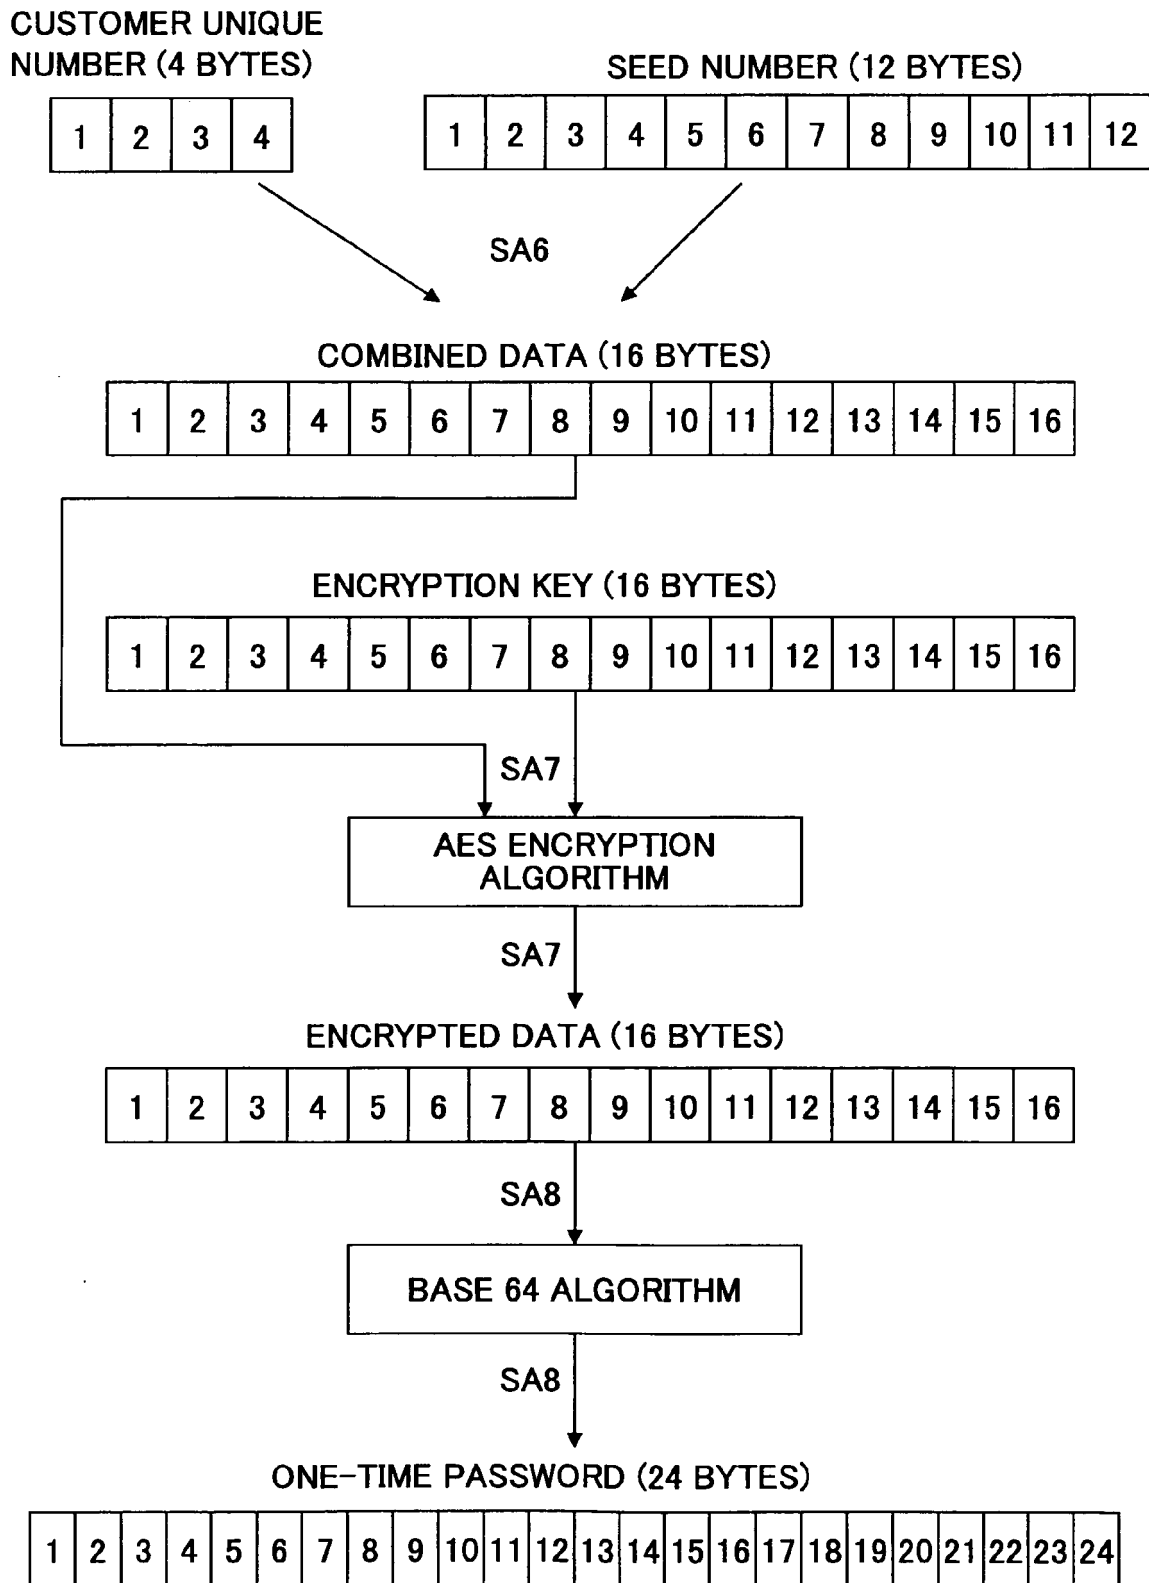 CUSTOMER UNIQUE
NUMBER (4 BYTES)
SEED NUMBER (12 BYTES)
1 2 3 4
1 2 3 4 5 6 7 8 9 10 11 12
SA6
COMBINED DATA (16 BYTES)
1 2 3 4 5 6 7 8 9 10 11 12 13 14 15 16
ENCRYPTION KEY (16 BYTES)
1 2 3 4 5 6 7 8 9 10 11 12 13 14 15 16
SA7
AES ENCRYPTION
ALGORITHM
SA7
ENCRYPTED DATA (16 BYTES)
1 2 3 4 5 6 7 8 9 10 11 12 13 14 15 16
SA8
BASE 64 ALGORITHM
SA8
ONE-TIME PASSWORD (24 BYTES)
1 2 3 4 5 6 7 8 9 10 11 12 13 14 15 16 17 18 19 20 21 22 23 24